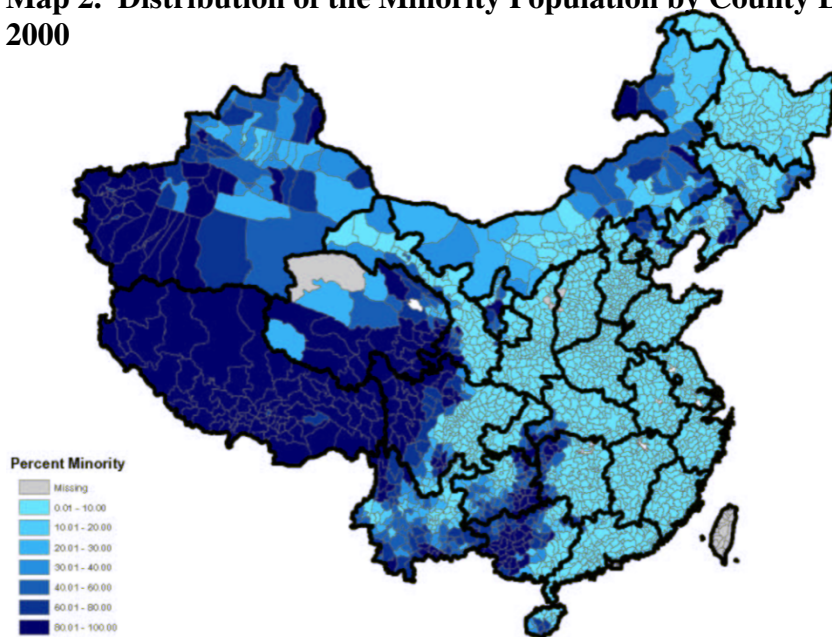 Map 2. Distribution of the Minority Population by County
2000
Percent Minority
Missing
0.01 - 10.00
10.01 - 20.00
20.01 - 30.00
30.01 - 40.00
40.01 - 60.00
60.01 - 80.00
80.01 - 100.00